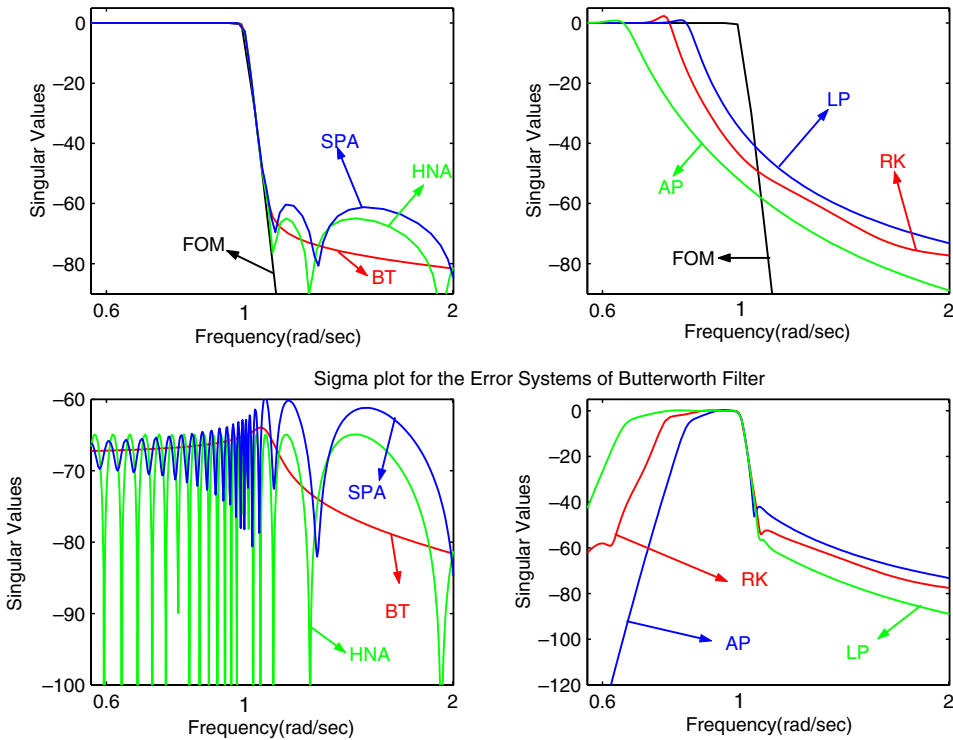 0
−20
−40
−60
−80
Singular Values
SPA
HNA
FOM
BT
0.6
1
2
Frequency(rad/sec)
0
−20
−40
−60
−80
Singular Values
LP
RK
AP
FOM
0.6
1
2
Frequency(rad/sec)
Sigma plot for the Error Systems of Butterworth Filter
−60
−70
−80
−90
−100
Singular Values
SPA
BT
HNA
0.6
1
2
Frequency(rad/sec)
0
−20
−40
−60
−80
−100
−120
Singular Values
RK
AP
LP
0.6
1
2
Frequency(rad/sec)